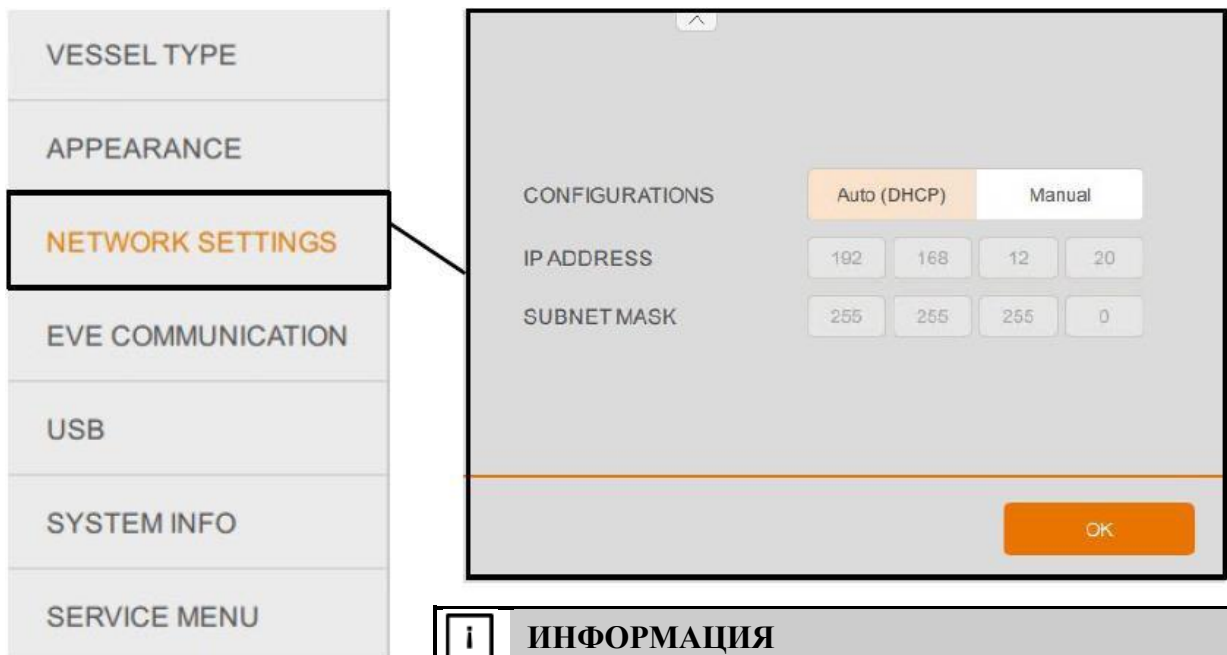 VESSEL TYPE
APPEARANCE
NETWORK SETTINGS
EVE COMMUNICATION
USB
SYSTEM INFO
SERVICE MENU
CONFIGURATIONS Auto (DHCP) Manual
IP ADDRESS 192 168 12 20
SUBNET MASK 255 255 255 0
OK
i ИНФОРМАЦИЯ